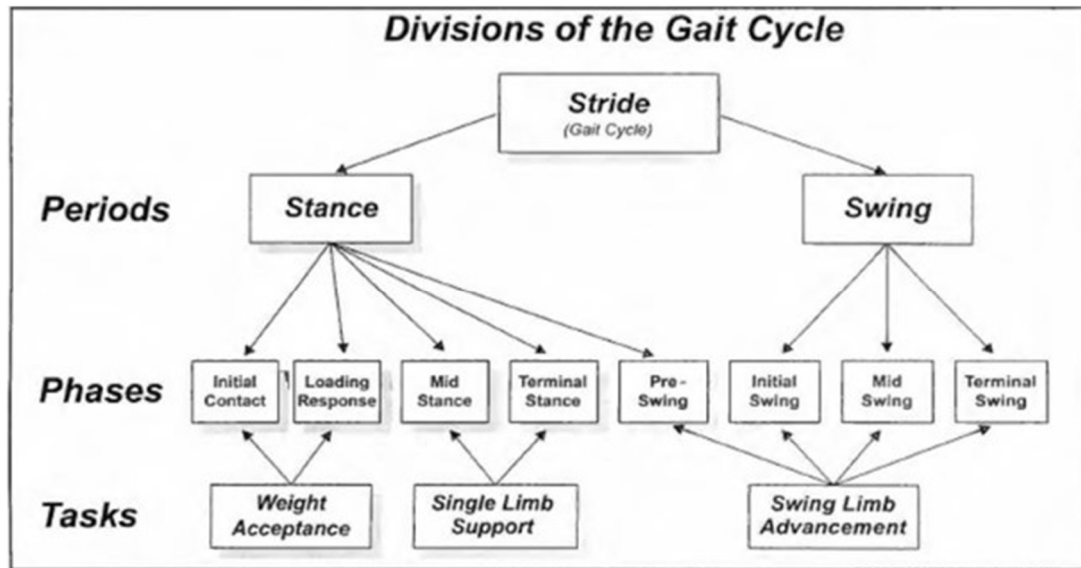 Divisions of the Gait Cycle
Stride
(Gait Cycle)
Periods
Stance
Swing
Phases
Initial
Contact
Loading
Response
Mid
Stance
Terminal
Stance
Pre -
Swing
Initial
Swing
Mid
Swing
Terminal
Swing
Tasks
Weight
Acceptance
Single Limb
Support
Swing Limb
Advancement